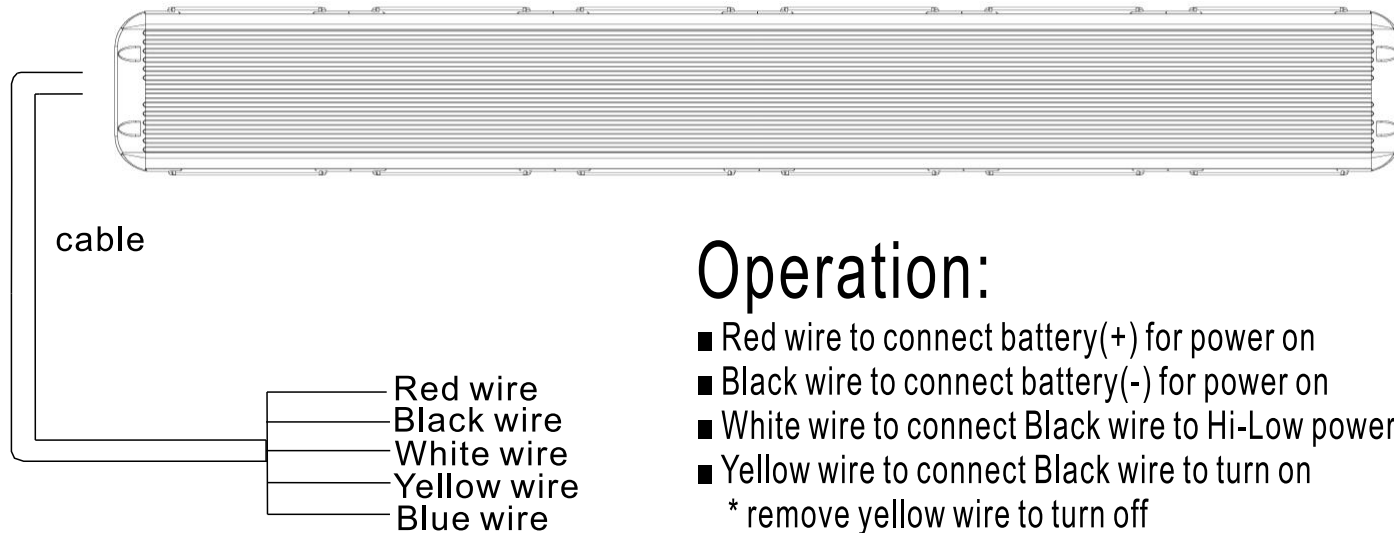 cable
Red wire
Black wire
White wire
Yellow wire
Blue wire
Operation:
■ Red wire to connect battery(+) for power on
■ Black wire to connect battery(-) for power on
■ White wire to connect Black wire to Hi-Low power
■ Yellow wire to connect Black wire to turn on
* remove yellow wire to turn off